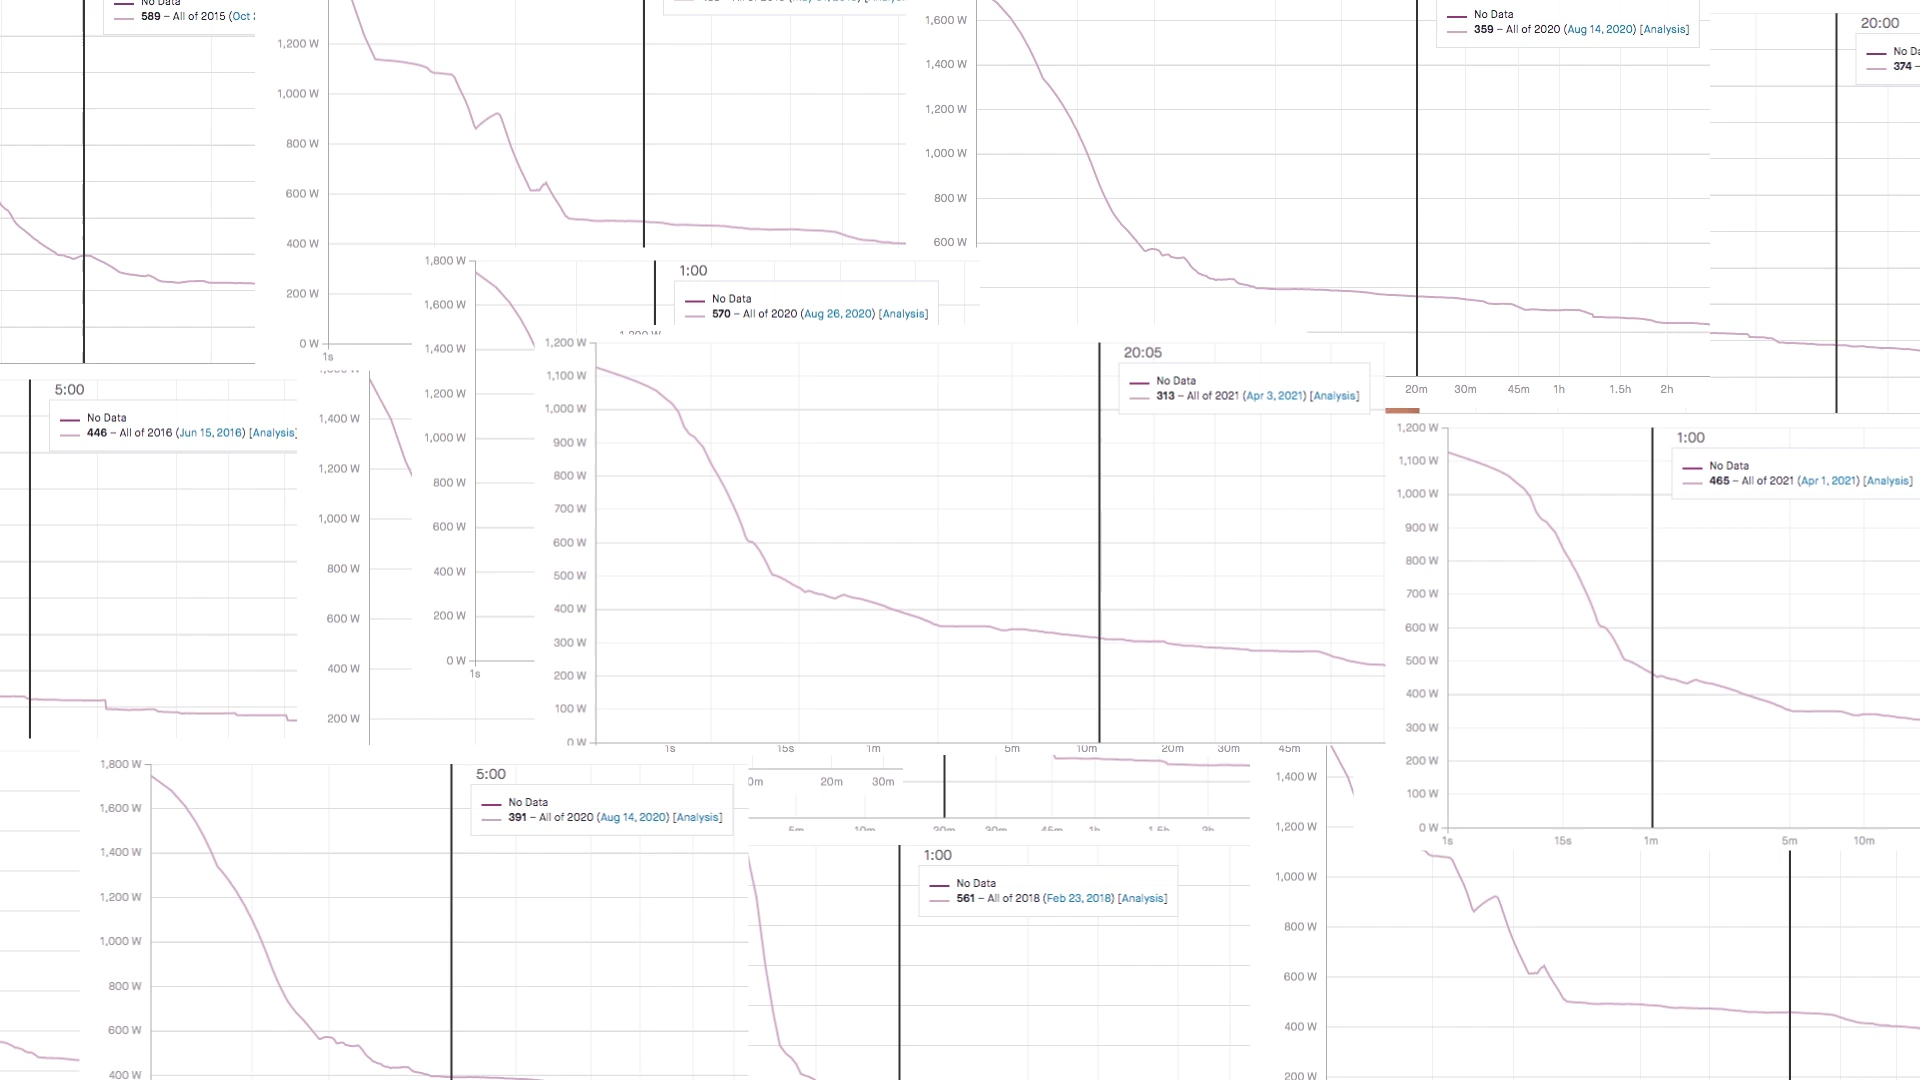 No Data
589 – All of 2015 (Oct
1,200 W
1,000 W
800 W
600 W
400 W
200 W
0 W
1s
1,600 W
1,400 W
1,200 W
1,000 W
800 W
600 W
No Data
359 – All of 2020 (Aug 14, 2020) [Analysis]
20m
30m
45m
1h
1.5h
2h
20:00
374 –
1,800 W
1,600 W
1,400 W
1,200 W
1,000 W
800 W
600 W
400 W
200 W
0 W
1s
1:00
No Data
570 – All of 2020 (Aug 26, 2020) [Analysis]
5:00
No Data
446 – All of 2016 (Jun 15, 2016) [Analysis]
1,400 W
1,200 W
1,000 W
800 W
600 W
400 W
200 W
1,200 W
1,100 W
1,000 W
900 W
800 W
700 W
600 W
500 W
400 W
300 W
200 W
100 W
0 W
1s
15s
1m
5m
10m
20m
30m
45m
20:05
No Data
313 – All of 2021 (Apr 3, 2021) [Analysis]
1,200 W
1,100 W
1,000 W
900 W
800 W
700 W
600 W
500 W
400 W
300 W
200 W
100 W
0 W
1s
15s
1m
5m
10m
1:00
No Data
465 – All of 2021 (Apr 1, 2021) [Analysis]
1,800 W
1,600 W
1,400 W
1,200 W
1,000 W
800 W
600 W
400 W
5:00
No Data
391 – All of 2020 (Aug 14, 2020) [Analysis]
20m
30m
1:00
No Data
561 – All of 2018 (Feb 23, 2018) [Analysis]
1,400 W
1,200 W
1,000 W
800 W
600 W
400 W
200 W